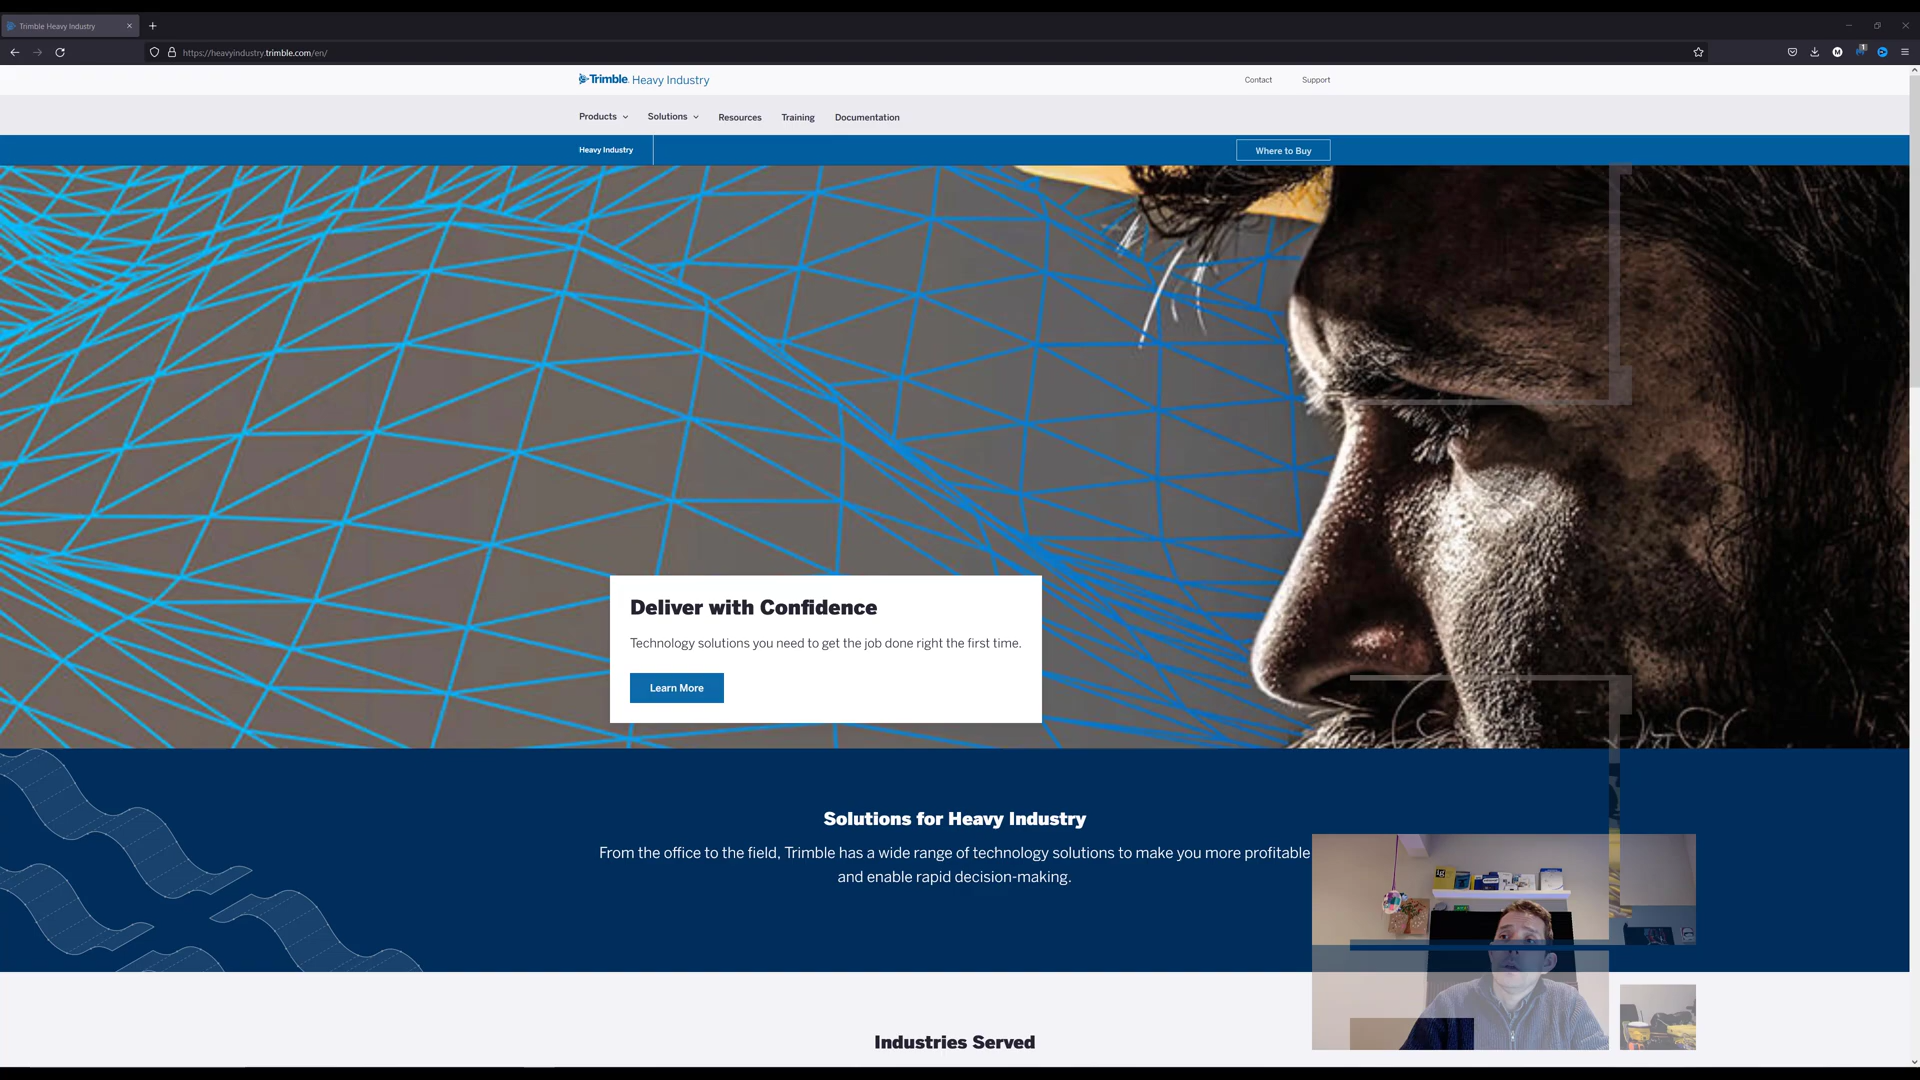 Trimble Heavy Industry
https://heavyindustry.trimble.com/en/
Trimble. Heavy Industry
Contact
Support
Products
Solutions
Resources
Training
Documentation
Heavy Industry
Where to Buy
Deliver with Confidence
Technology solutions you need to get the job done right the first time.
Learn More
Solutions for Heavy Industry
From the office to the field, Trimble has a wide range of technology solutions to make you more profitable
and enable rapid decision-making.
Industries Served